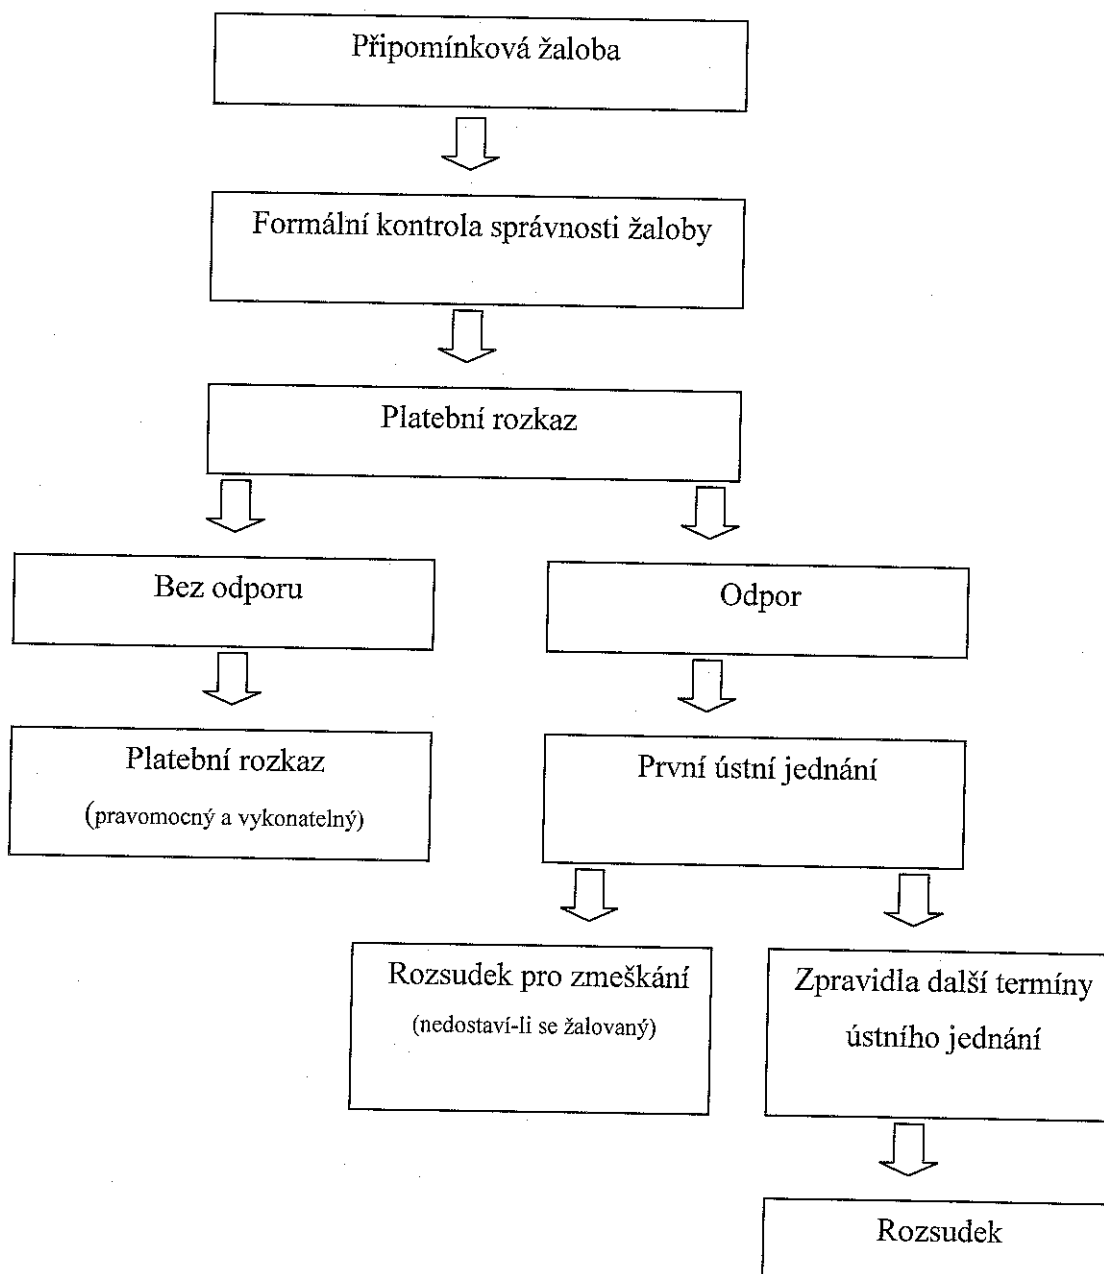 Připomínková žaloba
Formální kontrola správnosti žaloby
Platební rozkaz
Bez odporu
Odpor
Platební rozkaz
(pravomocný a vykonatelný)
První ústní jednání
Rozsudek pro zmeškání
(nedostaví-li se žalovaný)
Zpravidla další termíny
ústního jednání
Rozsudek